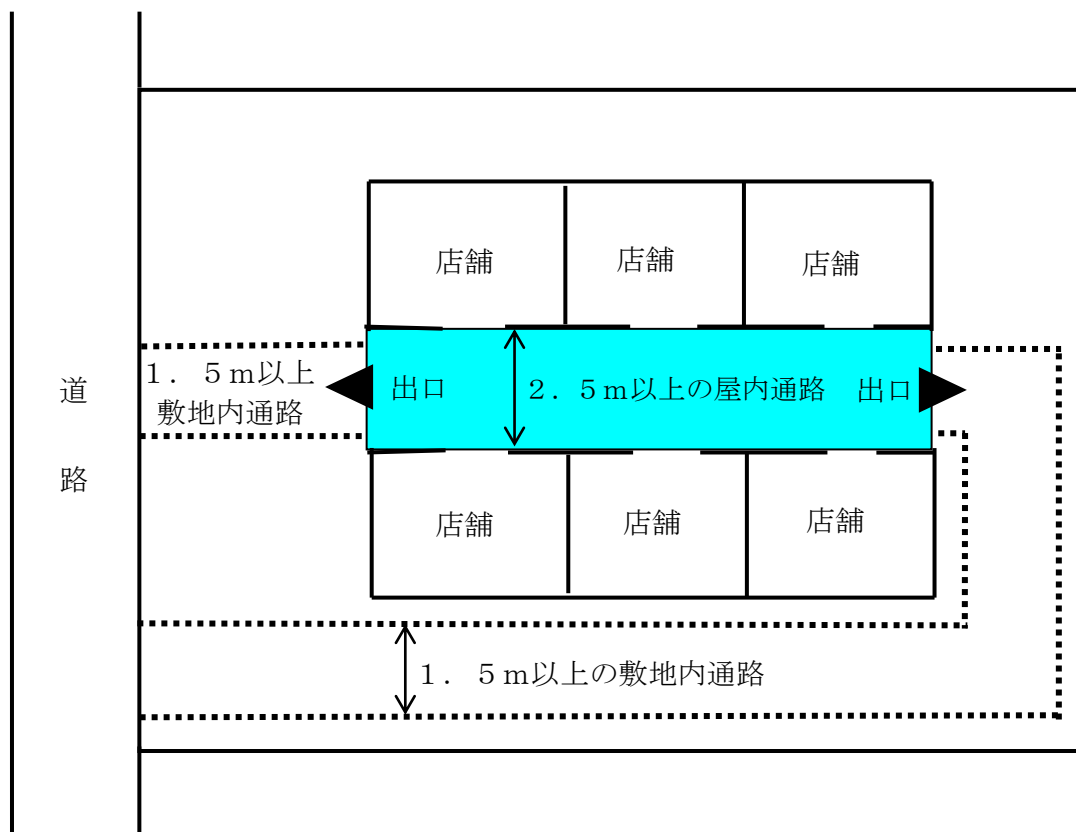 店舗
店舗
店舗
道
路
1．5ｍ以上
敷地内通路
出口
2．5ｍ以上の屋内通路
出口
店舗
店舗
店舗
1．5ｍ以上の敷地内通路